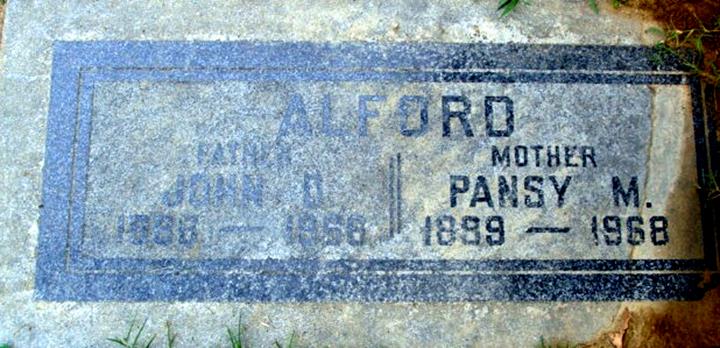 ALFORD
FATHER
JOHN D.
MOTHER
PANSY M.
1899 — 1968